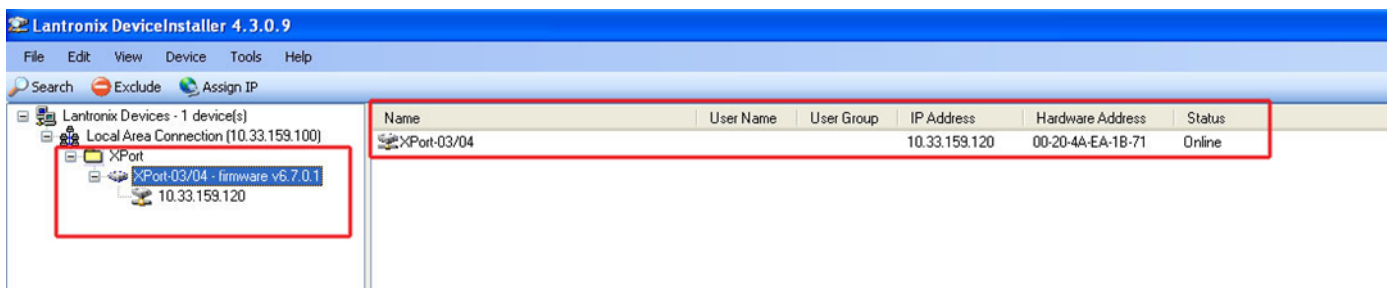 Lantronix DeviceInstaller 4.3.0.9
File Edit View Device Tools Help
Search Exclude Assign IP
Lantronix Devices - 1 device(s)
Local Area Connection (10.33.159.100)
XPort
XPort-03/04 - firmware v6.7.0.1
10.33.159.120
Name User Name User Group IP Address Hardware Address Status
XPort-03/04 10.33.159.120 00-20-4A-EA-1B-71 Online